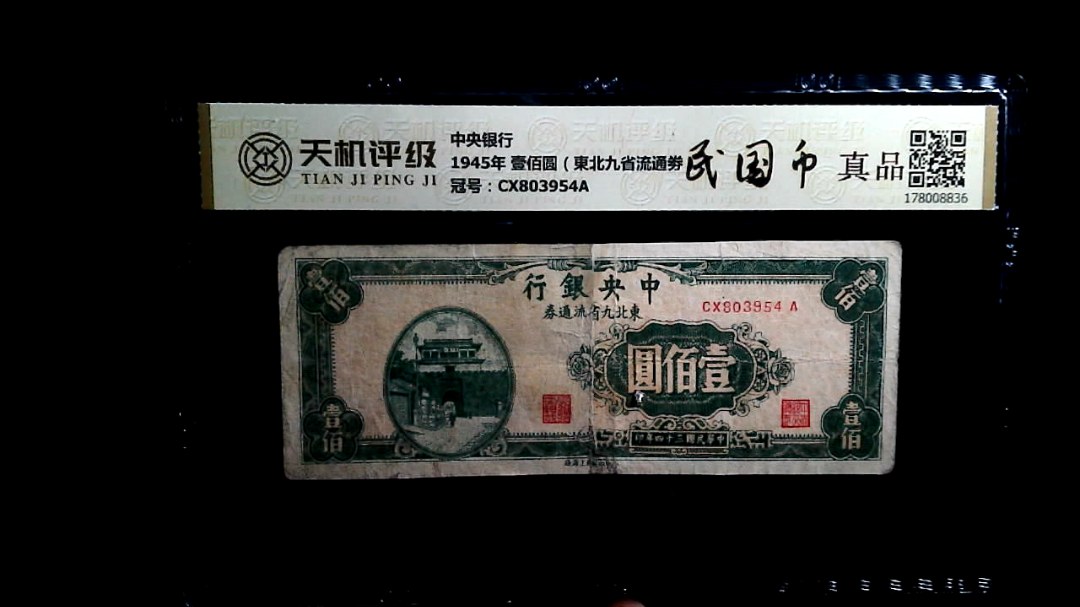 天机评级
TIAN JI PING JI
中央银行
1945年 壹佰圆（東北九省流通券
冠号：CX803954A
民国币
真品
178008836
壹佰
壹佰
行銀央中
券通流省九北東
CX803954 A
圓佰壹
印年四十三國民華中
壹佰
壹佰